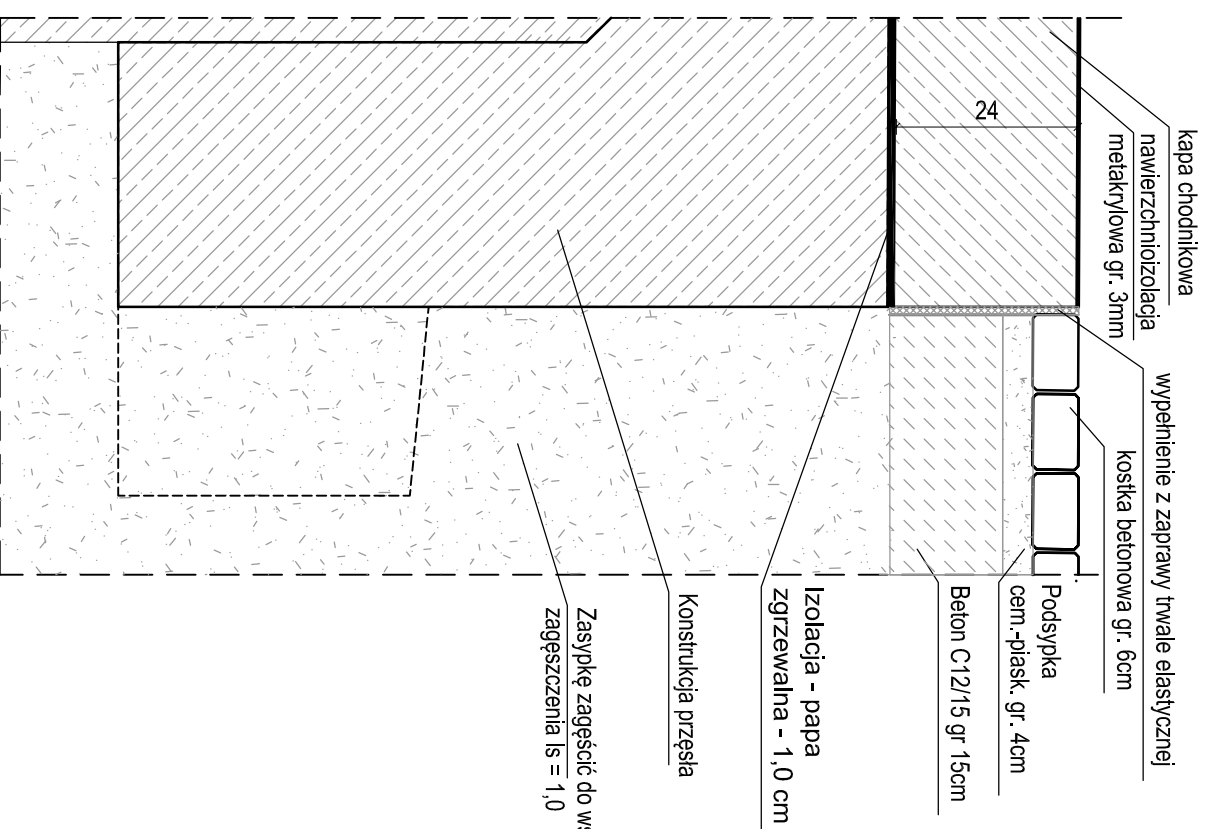 kapa chodnikowa
nawierzchnioizolacja
metakrylowa gr. 3mm
wypełnienie z zaprawy trwale elastycznej
kostka betonowa gr. 6cm
Podsypka
cem.-piask. gr. 4cm
Beton C12/15 gr 15cm
Izolacja - papa
zgrzewalna - 1,0 cm
Konstrukcja przęsła
Zasypkę zagęścić do
zagęszczenia Is = 1,0
24